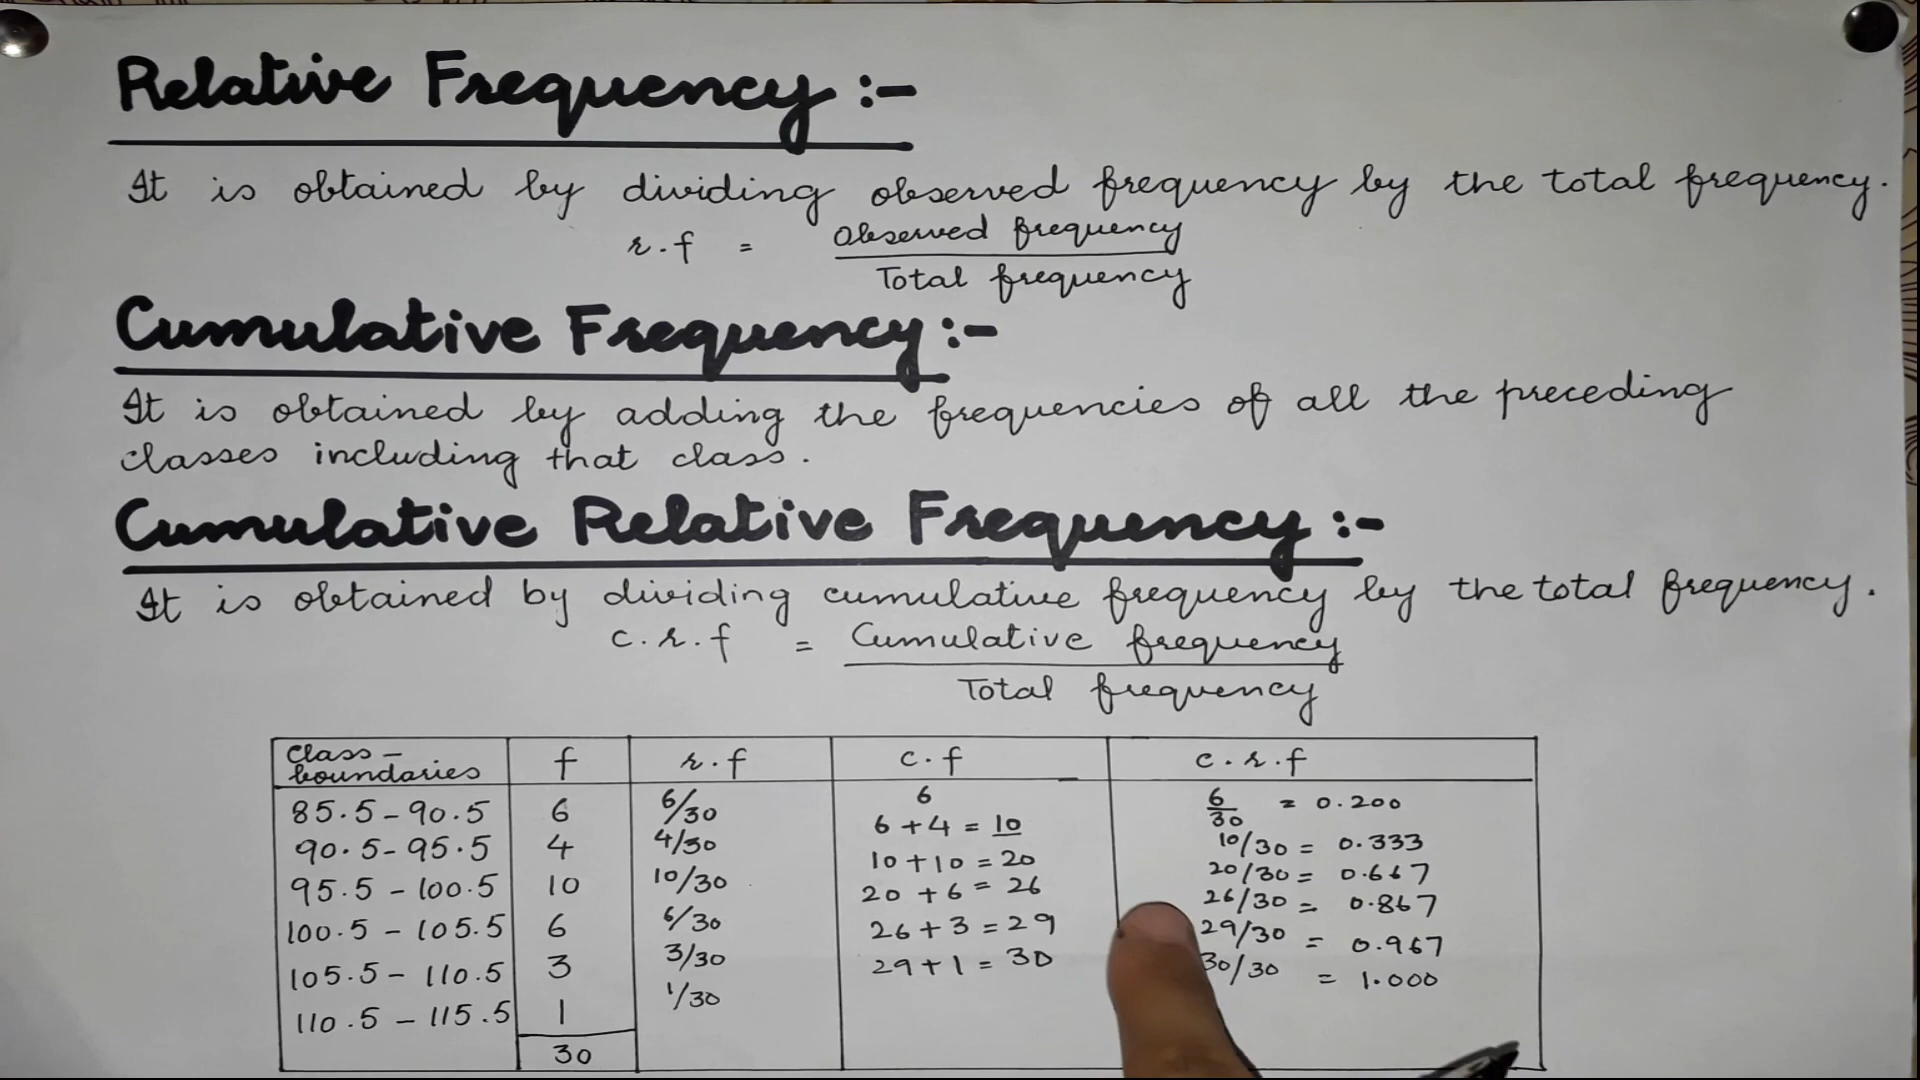 Relative Frequency :-
It is obtained by dividing observed frequency by the total frequency.
r.f = Observed frequency
Total frequency
Cumulative Frequency :-
It is obtained by adding the frequencies of all the preceding
classes including that class.
Cumulative Relative Frequency :-
It is obtained by dividing cumulative frequency by the total frequency.
c.r.f = Cumulative frequency
Total frequency
Class- boundaries f r.f c.f c.r.f
85.5-90.5 6 6/30 6 6/30 = 0.200
90.5-95.5 4 4/30 6+4=10 10/30 = 0.333
95.5-100.5 10 10/30 10+10=20 20/30 = 0.667
100.5-105.5 6 6/30 20+6=26 26/30 = 0.867
105.5-110.5 3 3/30 26+3=29 29/30 = 0.967
110.5-115.5 1 1/30 29+1=30 30/30 = 1.000
30